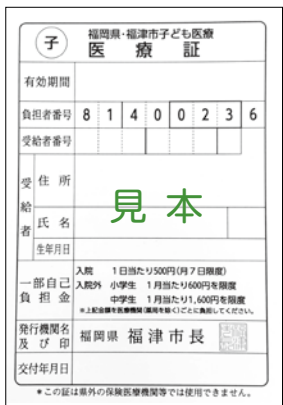 子
福岡県・福津市子ども医療
医療証
有効期間
負担者番号 8 1 4 0 0 2 3 6
受給者番号
受給者
住所
見本
氏名
生年月日
一部自己負担金
入院 1日当たり500円(月7日限度)
入院外 小学生 1月当たり600円を限度
中学生 1月当たり1,600円を限度
※上記金額を医療機関(薬局を除く)ごとに負担してください。
発行機関名及び印
福岡県 福津市長
交付年月日
*この証は県外の保険医療機関等では使用できません。